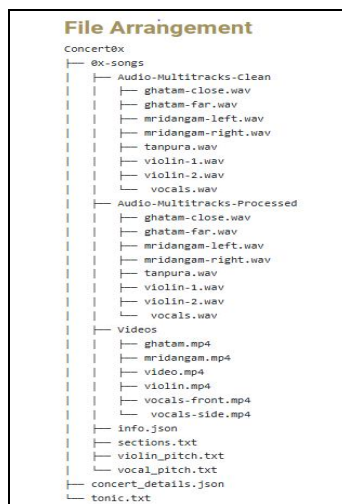 File Arrangement
Concert0x
├── 0x-songs
│   ├── Audio-Multitracks-Clean
│   │   ├── ghatam-close.wav
│   │   ├── ghatam-far.wav
│   │   ├── mridangam-left.wav
│   │   ├── mridangam-right.wav
│   │   ├── tanpura.wav
│   │   ├── violin-1.wav
│   │   ├── violin-2.wav
│   │   └── vocals.wav
│   ├── Audio-Multitracks-Processed
│   │   ├── ghatam-close.wav
│   │   ├── ghatam-far.wav
│   │   ├── mridangam-left.wav
│   │   ├── mridangam-right.wav
│   │   ├── tanpura.wav
│   │   ├── violin-1.wav
│   │   ├── violin-2.wav
│   │   └── vocals.wav
│   ├── Videos
│   │   ├── ghatam.mp4
│   │   ├── mridangam.mp4
│   │   ├── video.mp4
│   │   ├── violin.mp4
│   │   ├── vocals-front.mp4
│   │   └── vocals-side.mp4
│   ├── info.json
│   ├── sections.txt
│   ├── violin_pitch.txt
│   └── vocal_pitch.txt
├── concert_details.json
└── tonic.txt